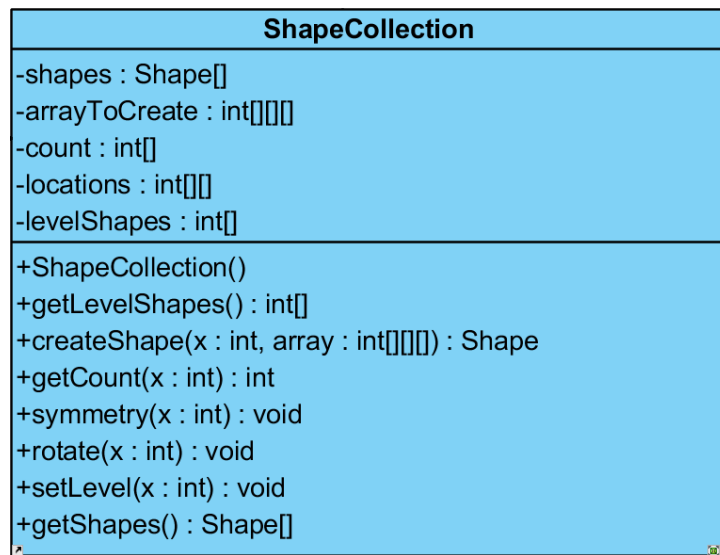 ShapeCollection
-shapes : Shape[]
-arrayToCreate : int[][][]
-count : int[]
-locations : int[][]
-levelShapes : int[]
+ShapeCollection()
+getLevelShapes() : int[]
+createShape(x : int, array : int[][][]) : Shape
+getCount(x : int) : int
+symmetry(x : int) : void
+rotate(x : int) : void
+setLevel(x : int) : void
+getShapes() : Shape[]